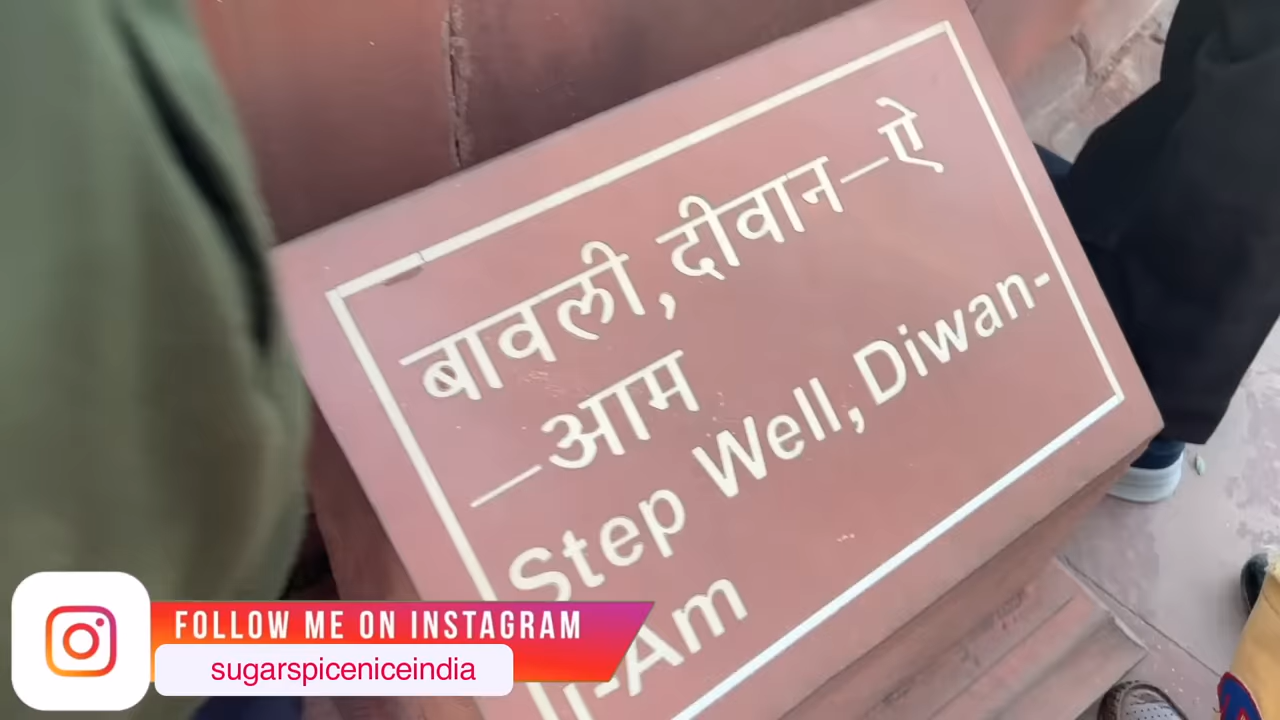 बावली, दीवान–ऐ
–आम
Step Well, Diwan-
i-Am
FOLLOW ME ON INSTAGRAM
sugarspiceniceindia